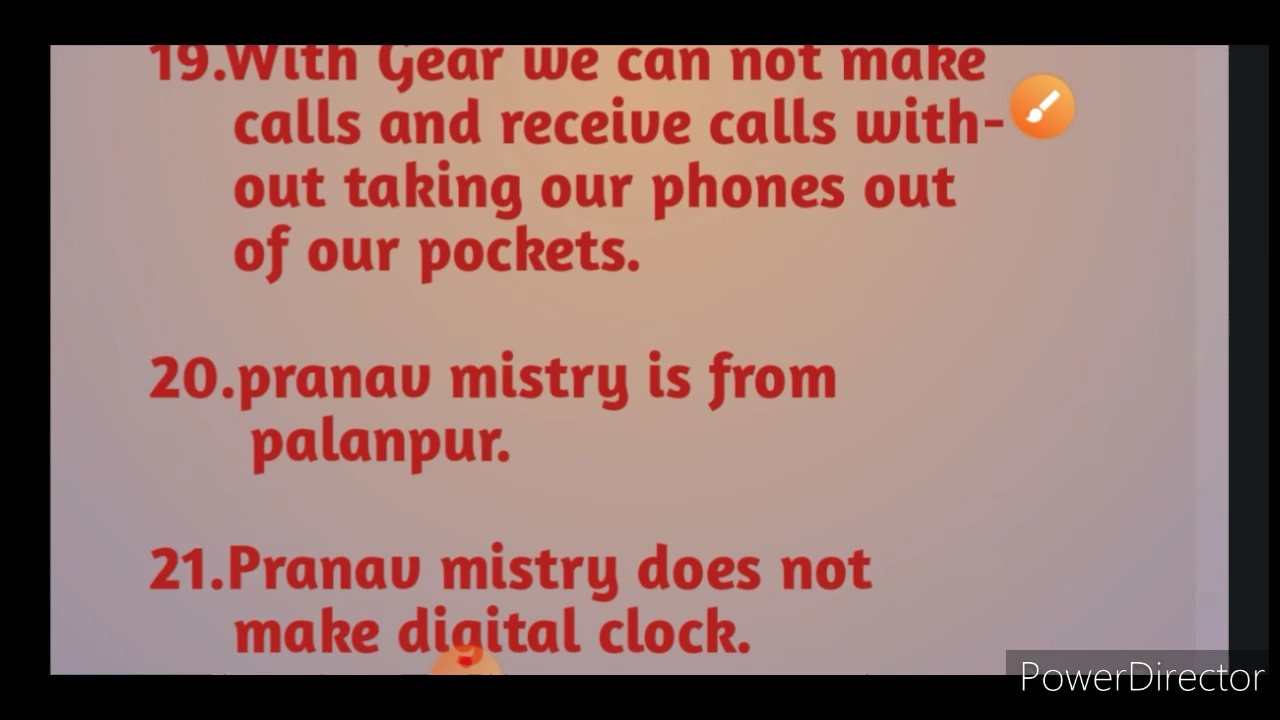 19.With Gear we can not make
calls and receive calls with-
out taking our phones out
of our pockets.
20.pranav mistry is from
palanpur.
21.Pranav mistry does not
make digital clock.
PowerDirector